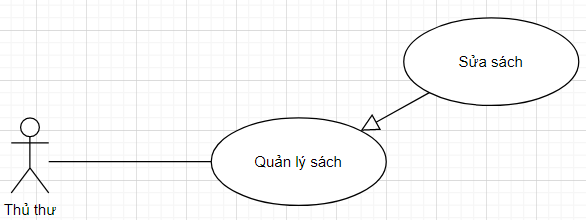 Sửa sách
Quản lý sách
Thủ thư